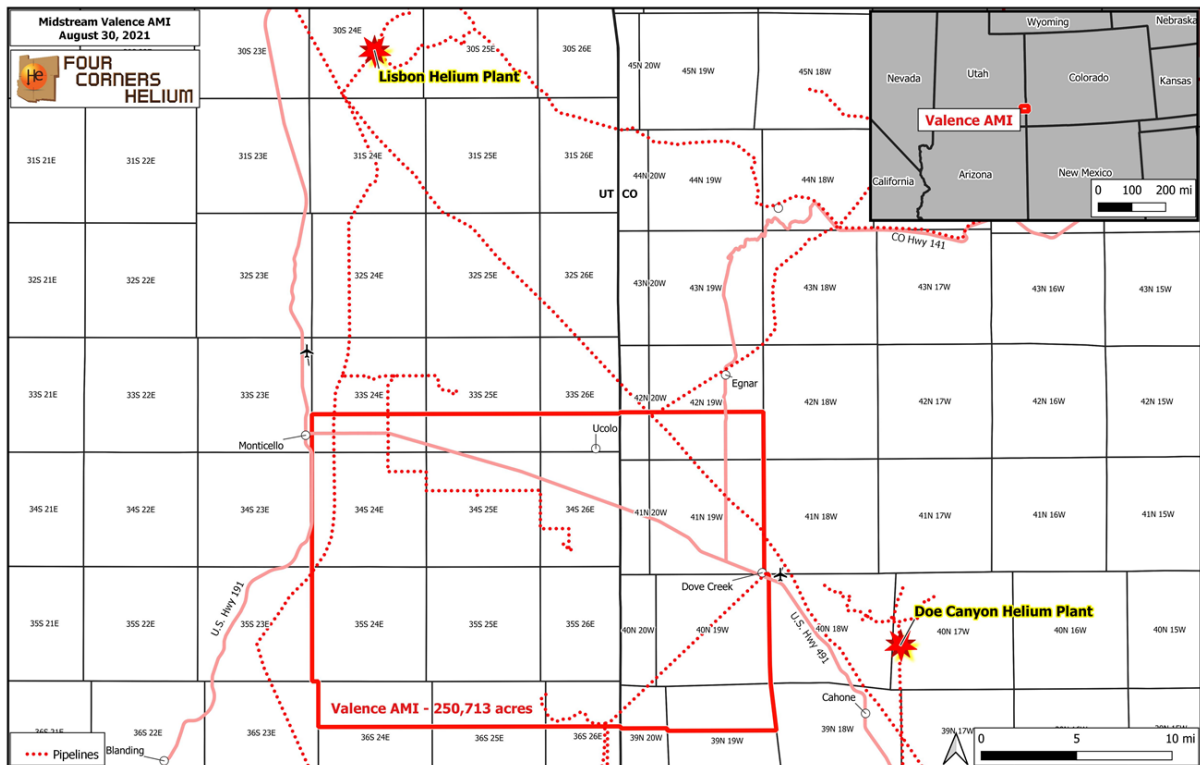 Midstream Valence AMI
August 30, 2021
He
FOUR
CORNERS
HELIUM
30S 23E
30S 24E
30S 25E
30S 26E
45N 20W
45N 19W
45N 18W
Lisbon Helium Plant
Wyoming
Nebraska
Nevada
Utah
Colorado
Kansas
Valence AMI
California
Arizona
New Mexico
0 100 200 mi
31S 21E
31S 22E
31S 23E
31S 24E
31S 25E
31S 26E
44N 20W
44N 19W
44N 18W
UT CO
CO Hwy 141
32S 21E
32S 22E
32S 23E
32S 24E
32S 25E
32S 26E
43N 20W
43N 19W
43N 18W
43N 17W
43N 16W
43N 15W
Egnar
33S 21E
33S 22E
33S 23E
33S 24E
33S 25E
33S 26E
42N 20W
42N 19W
42N 18W
42N 17W
42N 16W
42N 15W
Monticello
Ucolo
34S 21E
34S 22E
34S 23E
34S 24E
34S 25E
34S 26E
41N 20W
41N 19W
41N 18W
41N 17W
41N 16W
41N 15W
Dove Creek
U.S. Hwy 191
U.S. Hwy 491
Doe Canyon Helium Plant
35S 21E
35S 22E
35S 23E
35S 24E
35S 25E
35S 26E
40N 20W
40N 19W
40N 18W
40N 17W
40N 16W
40N 15W
Cahone
Valence AMI - 250,713 acres
36S 22E
36S 23E
36S 24E
36S 25E
36S 26E
39N 20W
39N 19W
39N 18W
39N 17W
Pipelines
Blanding
0 5 10 mi